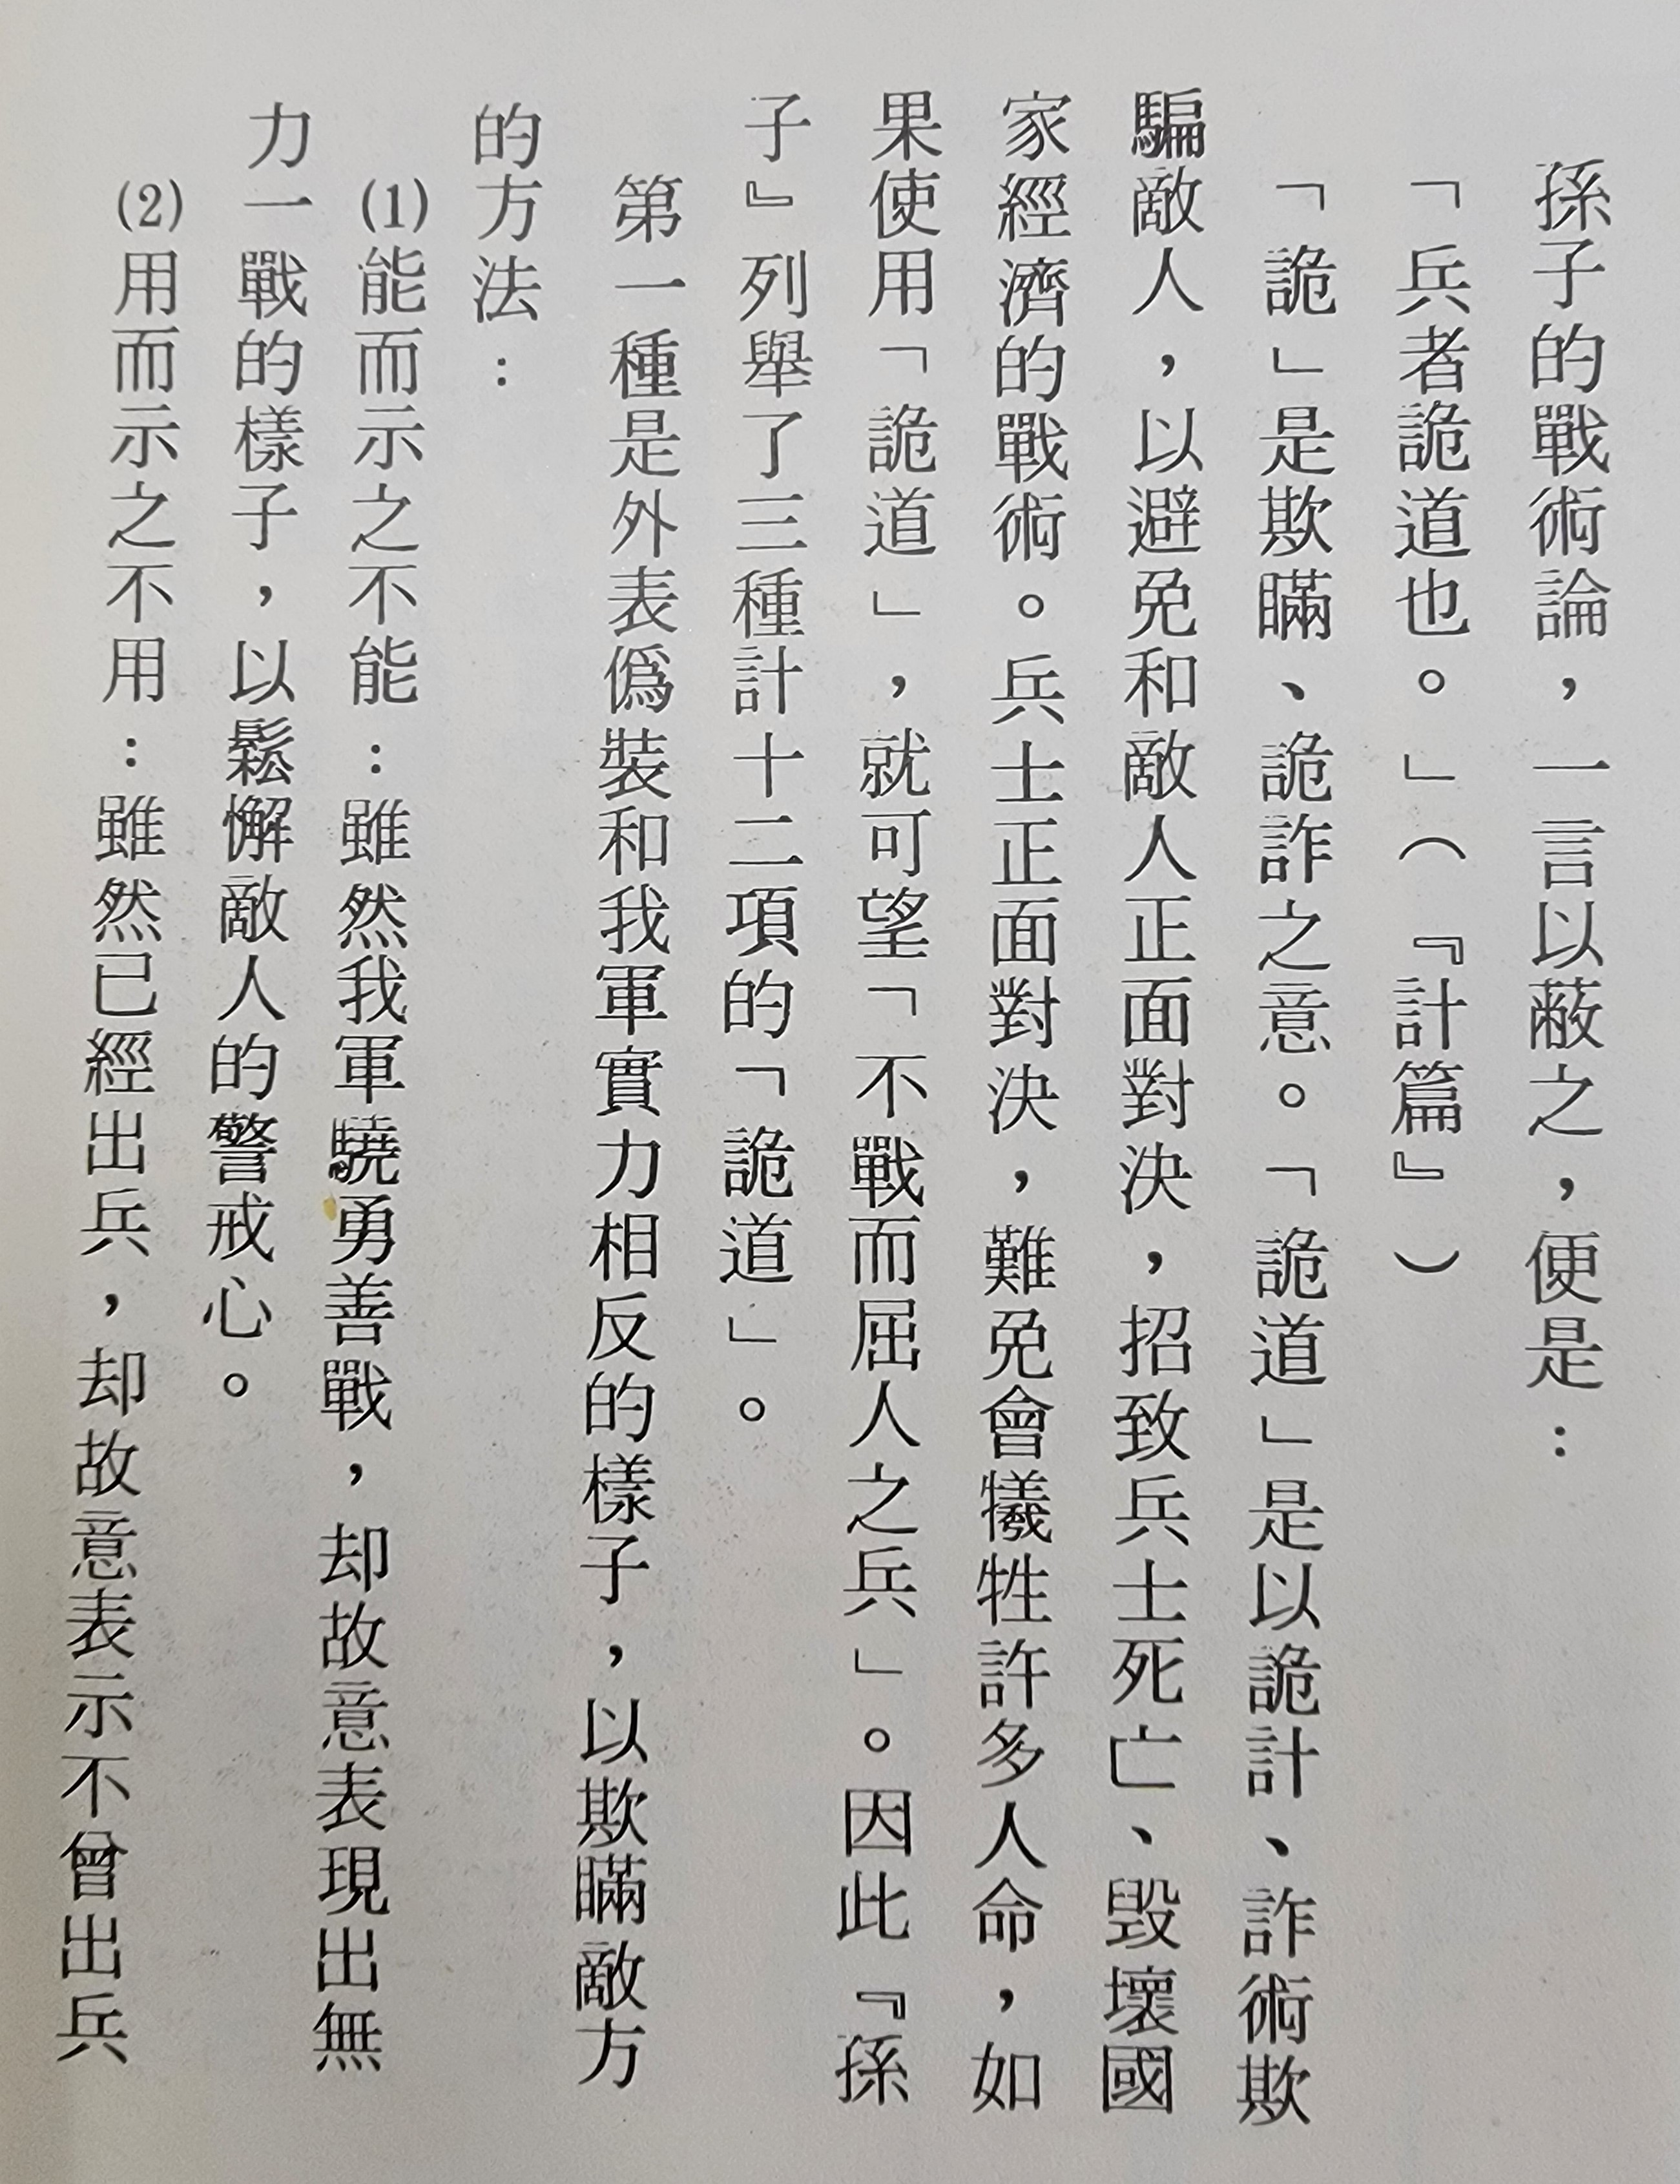 孫子的戰術論，一言以蔽之，便是：
「兵者詭道也。」（『計篇』）
「詭」是欺瞞、詭詐之意。「詭道」是以詭計、詐術欺
騙敵人，以避免和敵人正面對決，招致兵士死亡、毀壞國
家經濟的戰術。兵士正面對決，難免會犧牲許多人命，如
果使用「詭道」，就可望「不戰而屈人之兵」。因此『孫
子』列舉了三種計十二項的「詭道」。
第一種是外表偽裝和我軍實力相反的樣子，以欺瞞敵方
的方法：
(1)能而示之不能：雖然我軍驍勇善戰，却故意表現出無
力一戰的樣子，以鬆懈敵人的警戒心。
(2)用而示之不用：雖然已經出兵，却故意表示不曾出兵